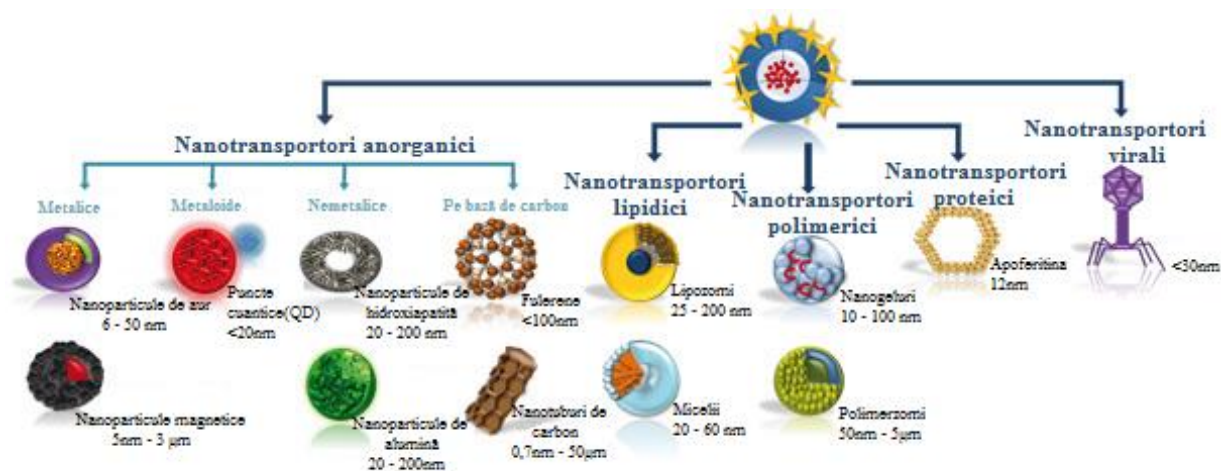 Nanotransportori anorganici
Metalice
Metaloide
Nemetalice
Pe bază de carbon
Nanotransportori
lipidici
Nanotransportori
polimerici
Nanotransportori
proteici
Nanotransportori
virali
Nanoparticule de aur
6 - 50 nm
Puncte
cuantice(QD)
<20nm
Nanoparticule de
hidroxiapatită
20 - 200 nm
Fulerene
<100nm
Lipozomi
25 - 200 nm
Nanogeluri
10 - 100 nm
Apoferitina
12nm
<30nm
Nanoparticule magnetice
5nm - 3 μm
Nanoparticule de
alumină
20 - 200nm
Nanotuburi de
carbon
0,7nm - 50μm
Micelii
20 - 60 nm
Polimerzomi
50nm - 5μm